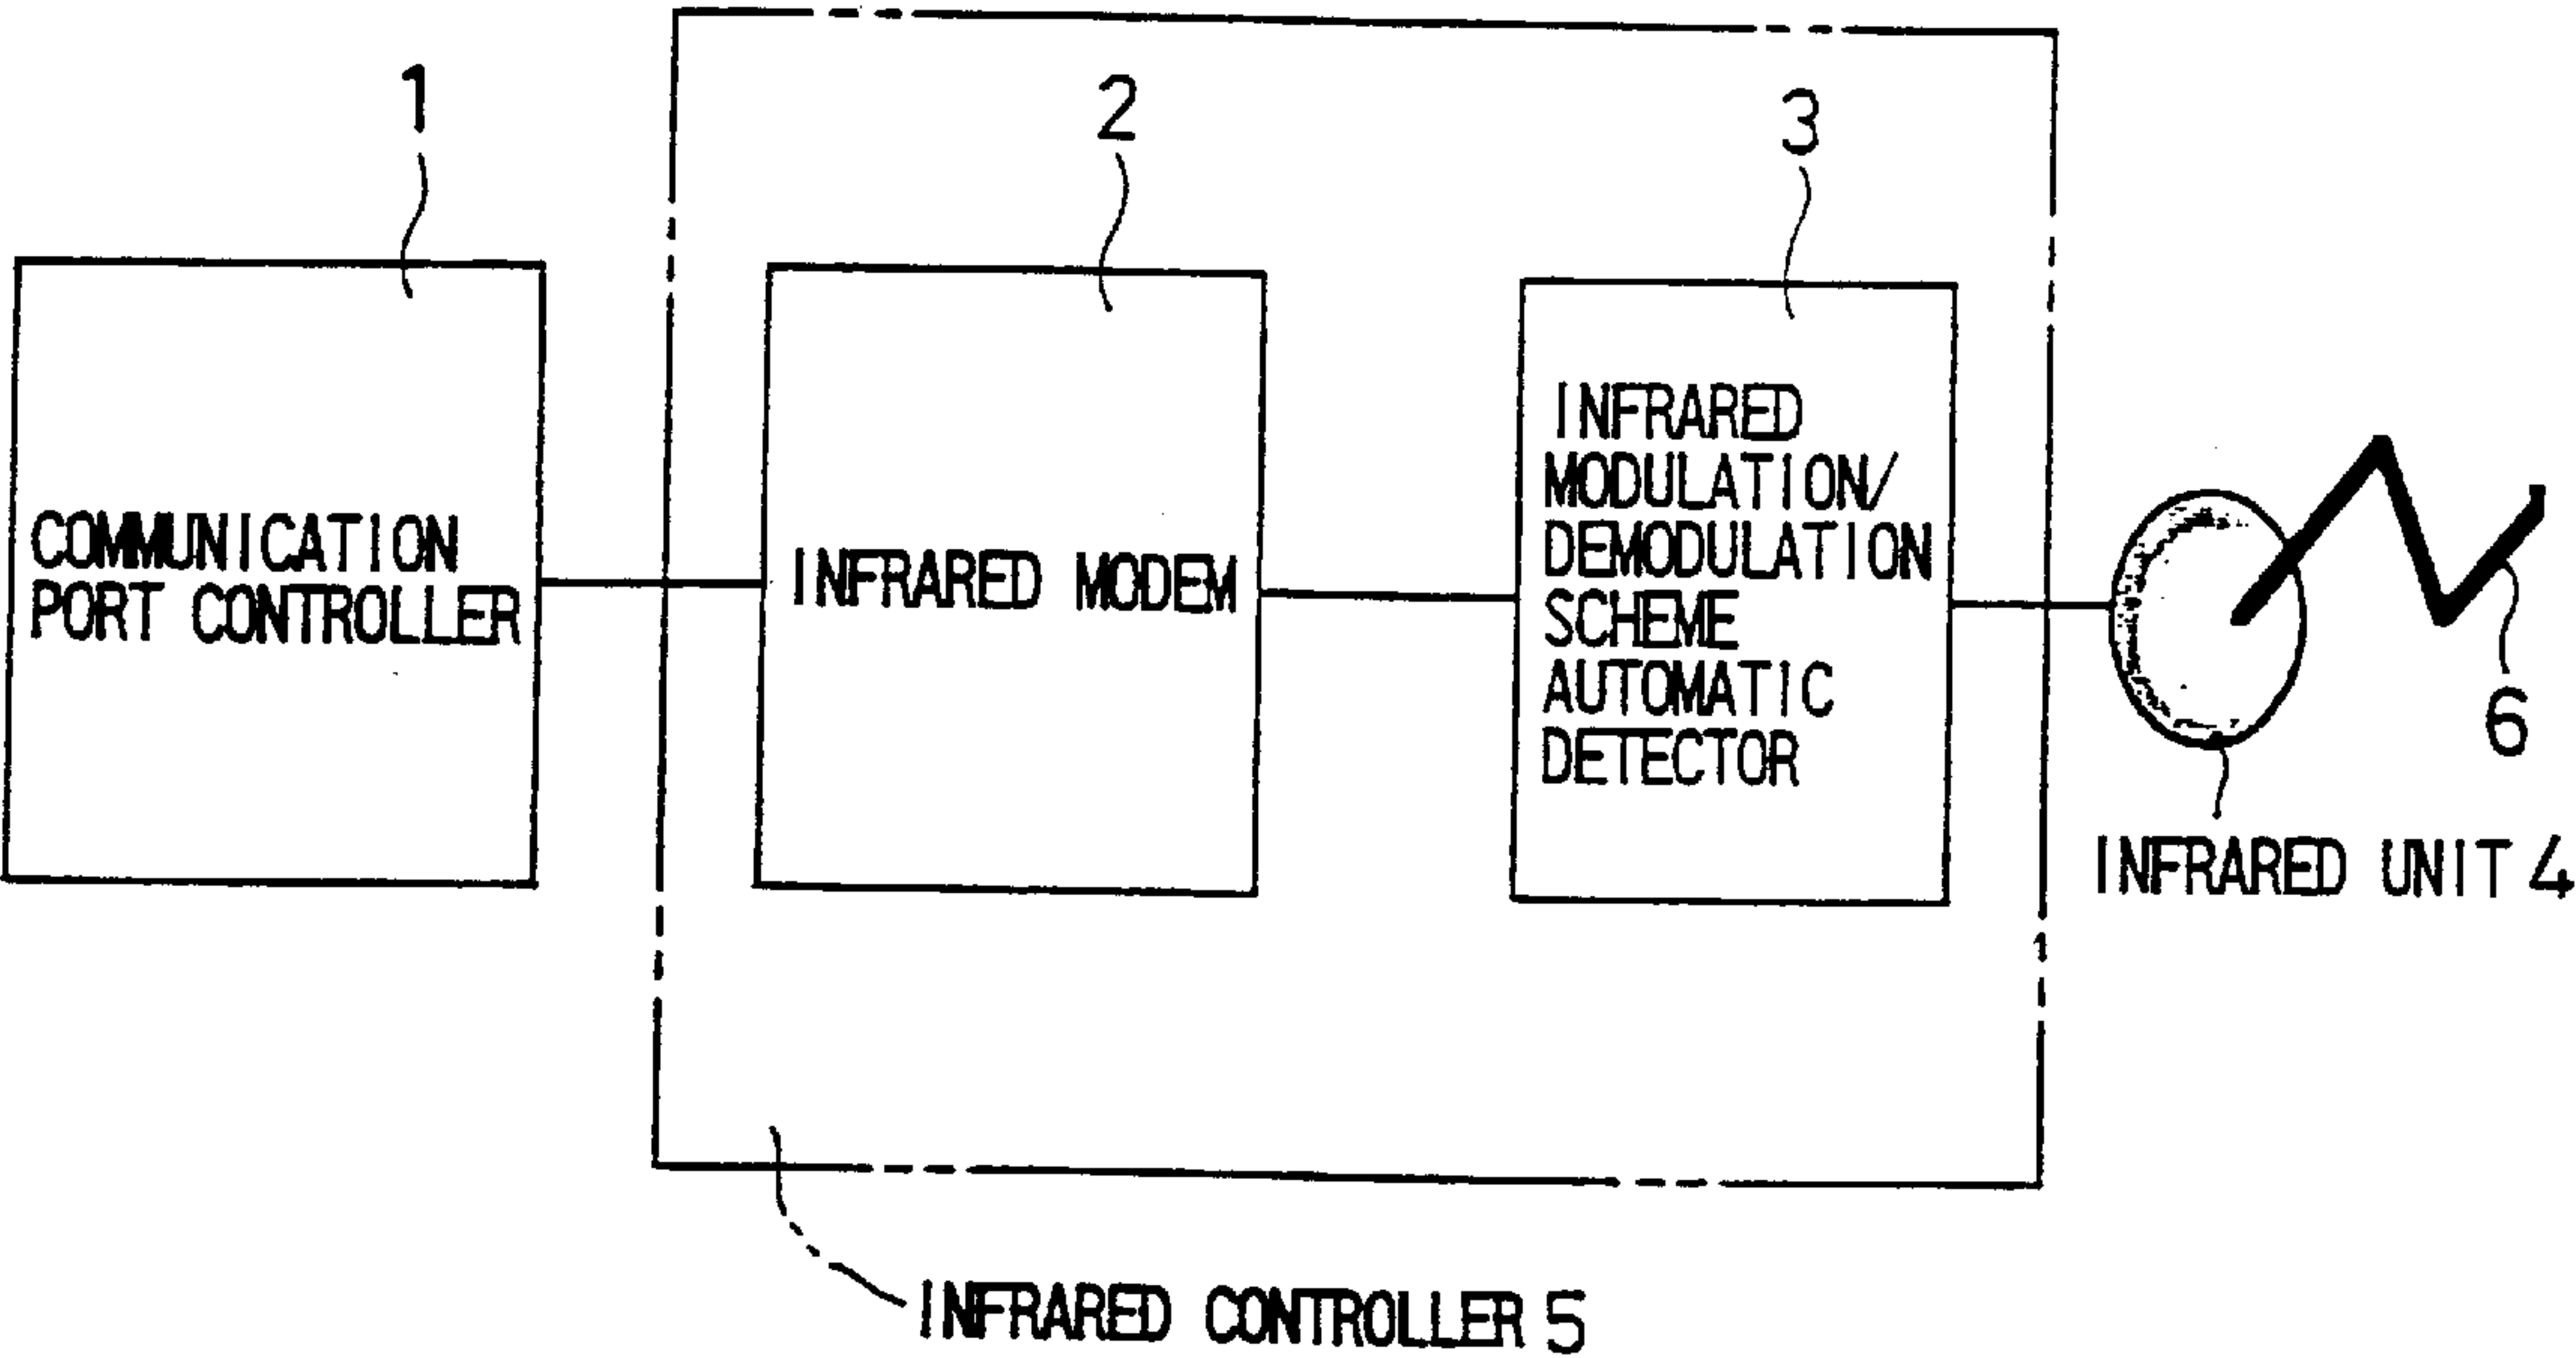 1
2
3
COMMUNICATION
PORT CONTROLLER
INFRARED MODEM
INFRARED
MODULATION/
DEMODULATION
SCHEME
AUTOMATIC
DETECTOR
6
INFRARED UNIT 4
INFRARED CONTROLLER 5